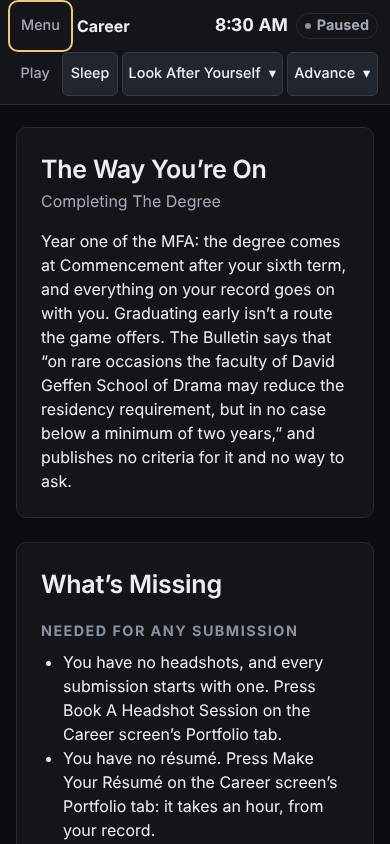 Menu Career 8:30 AM Paused
Play Sleep Look After Yourself ▾ Advance ▾
The Way You’re On
Completing The Degree
Year one of the MFA: the degree comes
at Commencement after your sixth term,
and everything on your record goes on
with you. Graduating early isn’t a route
the game offers. The Bulletin says that
“on rare occasions the faculty of David
Geffen School of Drama may reduce the
residency requirement, but in no case
below a minimum of two years,” and
publishes no criteria for it and no way to
ask.
What’s Missing
NEEDED FOR ANY SUBMISSION
• You have no headshots, and every
submission starts with one. Press
Book A Headshot Session on the
Career screen’s Portfolio tab.
• You have no résumé. Press Make
Your Résumé on the Career screen’s
Portfolio tab: it takes an hour, from
your record.